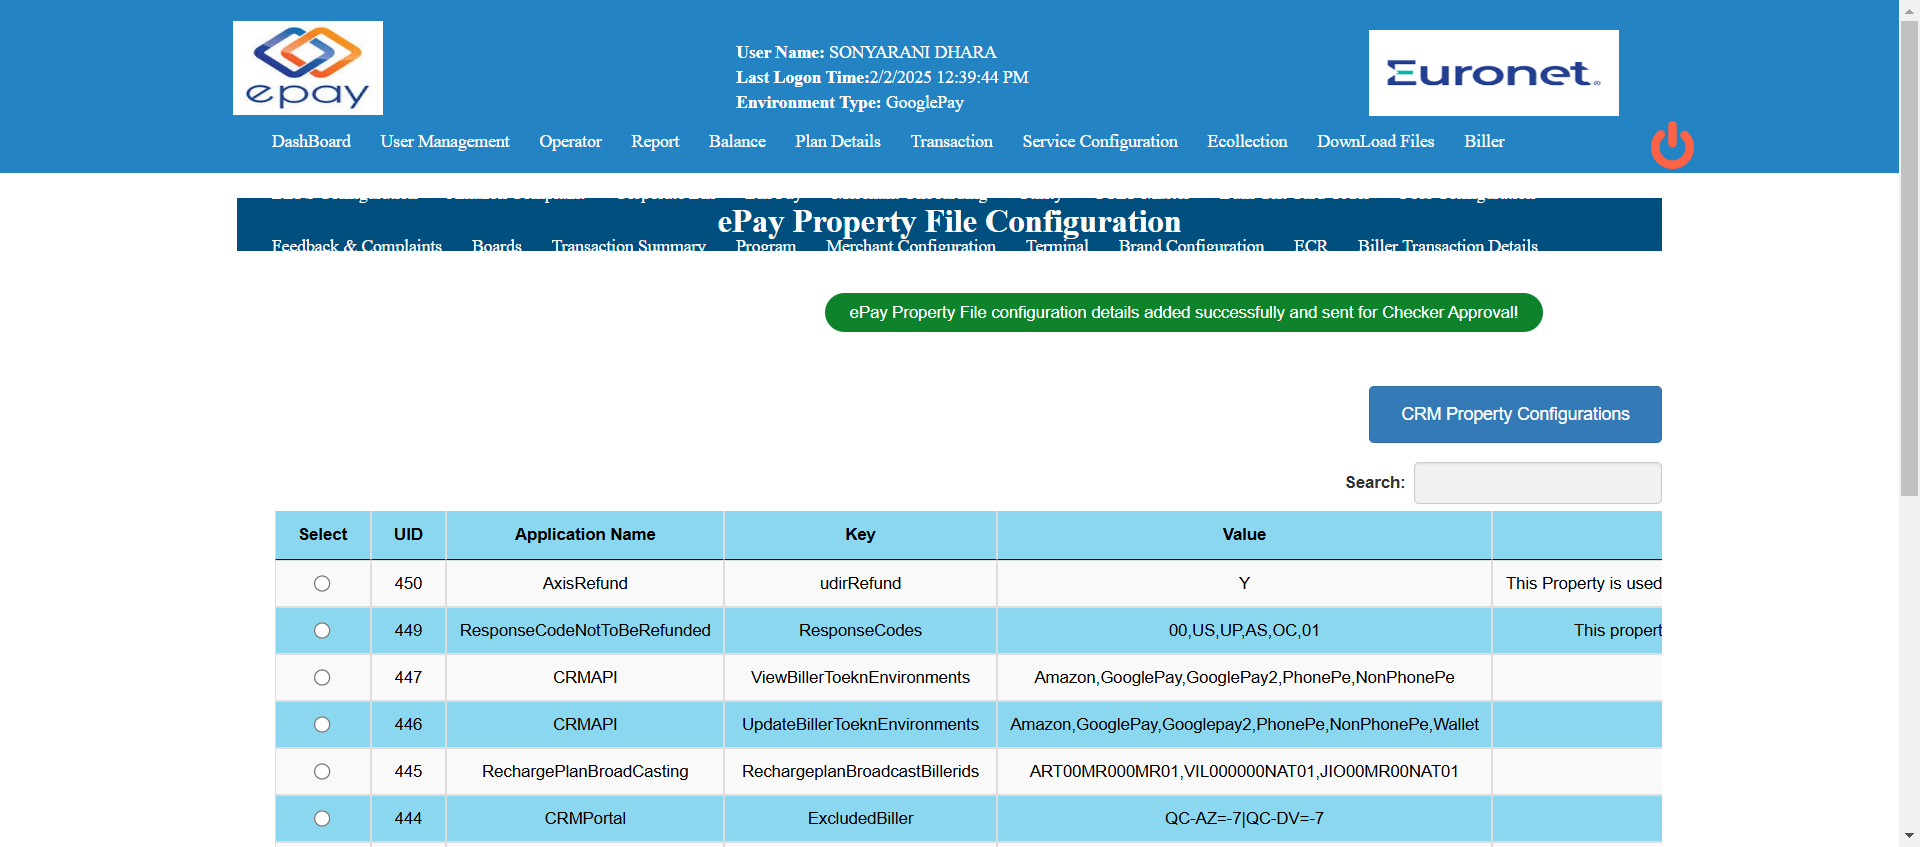 epay
User Name: SONYARANI DHARA
Last Logon Time:2/2/2025 12:39:44 PM
Environment Type: GooglePay
Euronet®
DashBoard User Management Operator Report Balance Plan Details Transaction Service Configuration Ecollection DownLoad Files Biller
ePay Property File Configuration
Feedback & Complaints Boards Transaction Summary Program Merchant Configuration Terminal Brand Configuration ECR Biller Transaction Details
ePay Property File configuration details added successfully and sent for Checker Approval!
CRM Property Configurations
Search:
Select UID Application Name Key Value
450 AxisRefund udirRefund Y This Property is used
449 ResponseCodeNotToBeRefunded ResponseCodes 00,US,UP,AS,OC,01 This propert
447 CRMAPI ViewBillerToeknEnvironments Amazon,GooglePay,GooglePay2,PhonePe,NonPhonePe
446 CRMAPI UpdateBillerToeknEnvironments Amazon,GooglePay,Googlepay2,PhonePe,NonPhonePe,Wallet
445 RechargePlanBroadCasting RechargeplanBroadcastBillerids ART00MR000MR01,VIL000000NAT01,JIO00MR00NAT01
444 CRMPortal ExcludedBiller QC-AZ=-7|QC-DV=-7